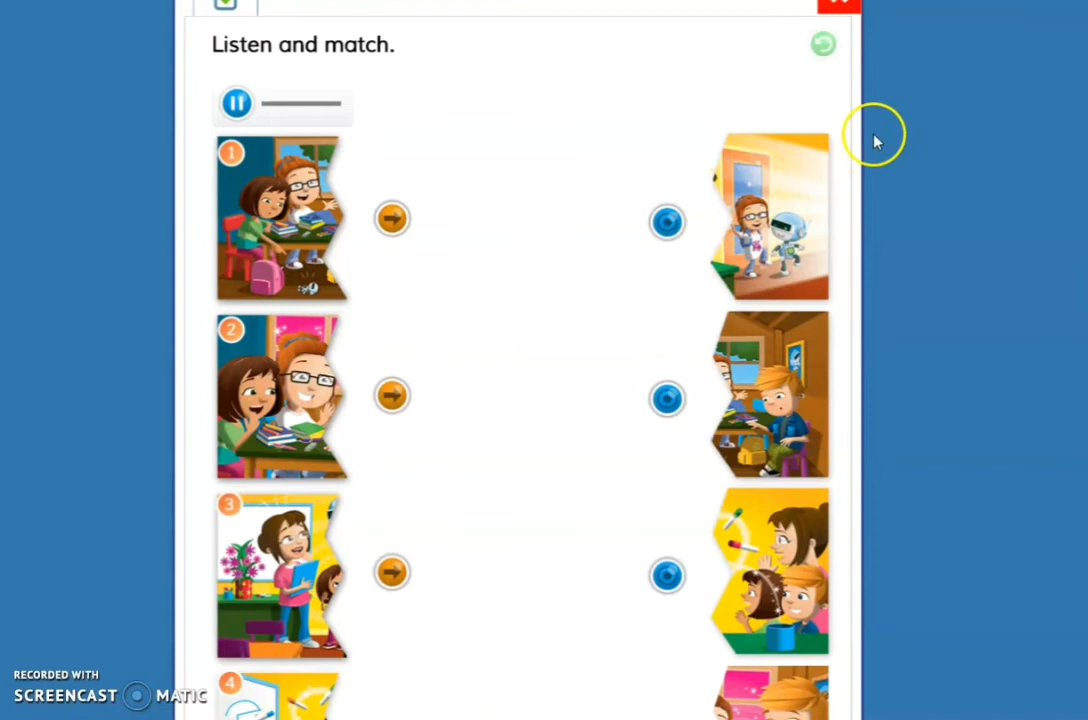 Listen and match.
1
2
3
4
RECORDED WITH
SCREENCAST MATIC